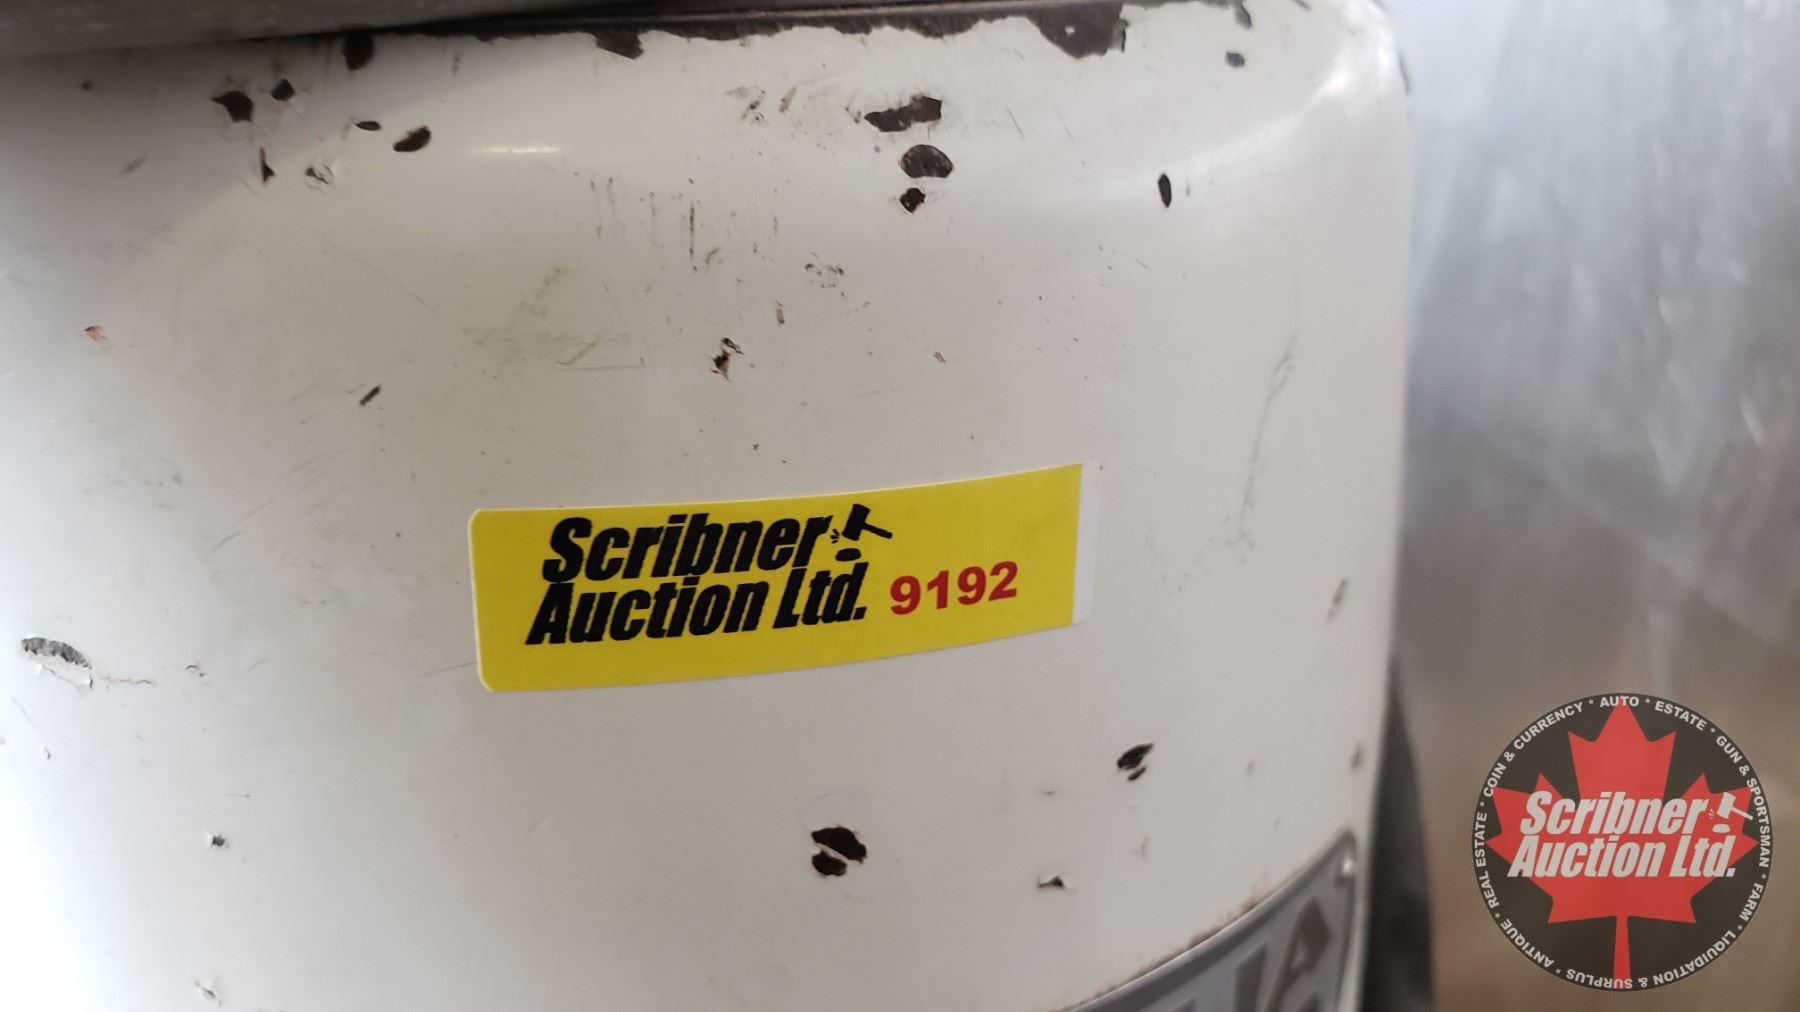 Scribner
Auction Ltd. 9192
COIN & CURRENCY * AUTO * ESTATE * GUN & SPORTSMAN * FARM * LIQUIDATION & SURPLUS * ANTIQUE * REAL ESTATE *
Scribner
Auction Ltd.